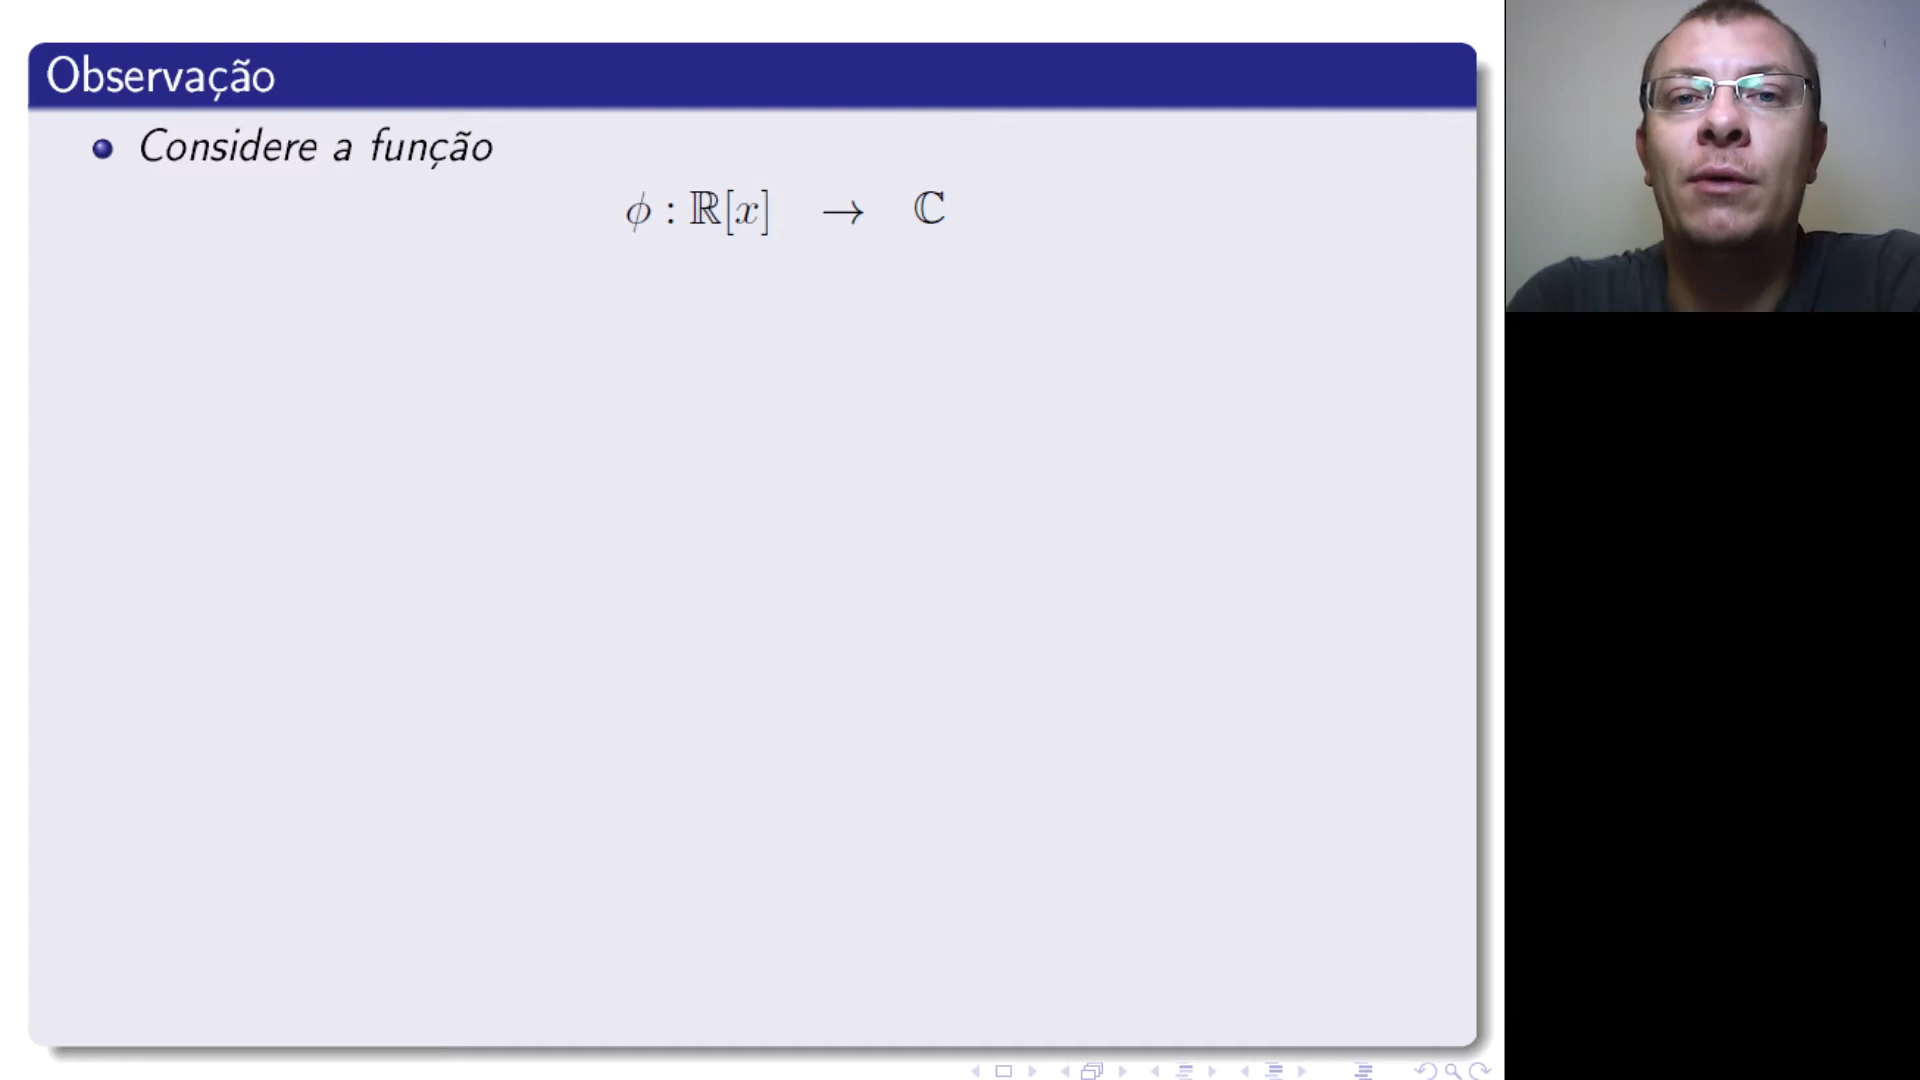 Observação
Considere a função
ϕ : ℝ[x] → ℂ